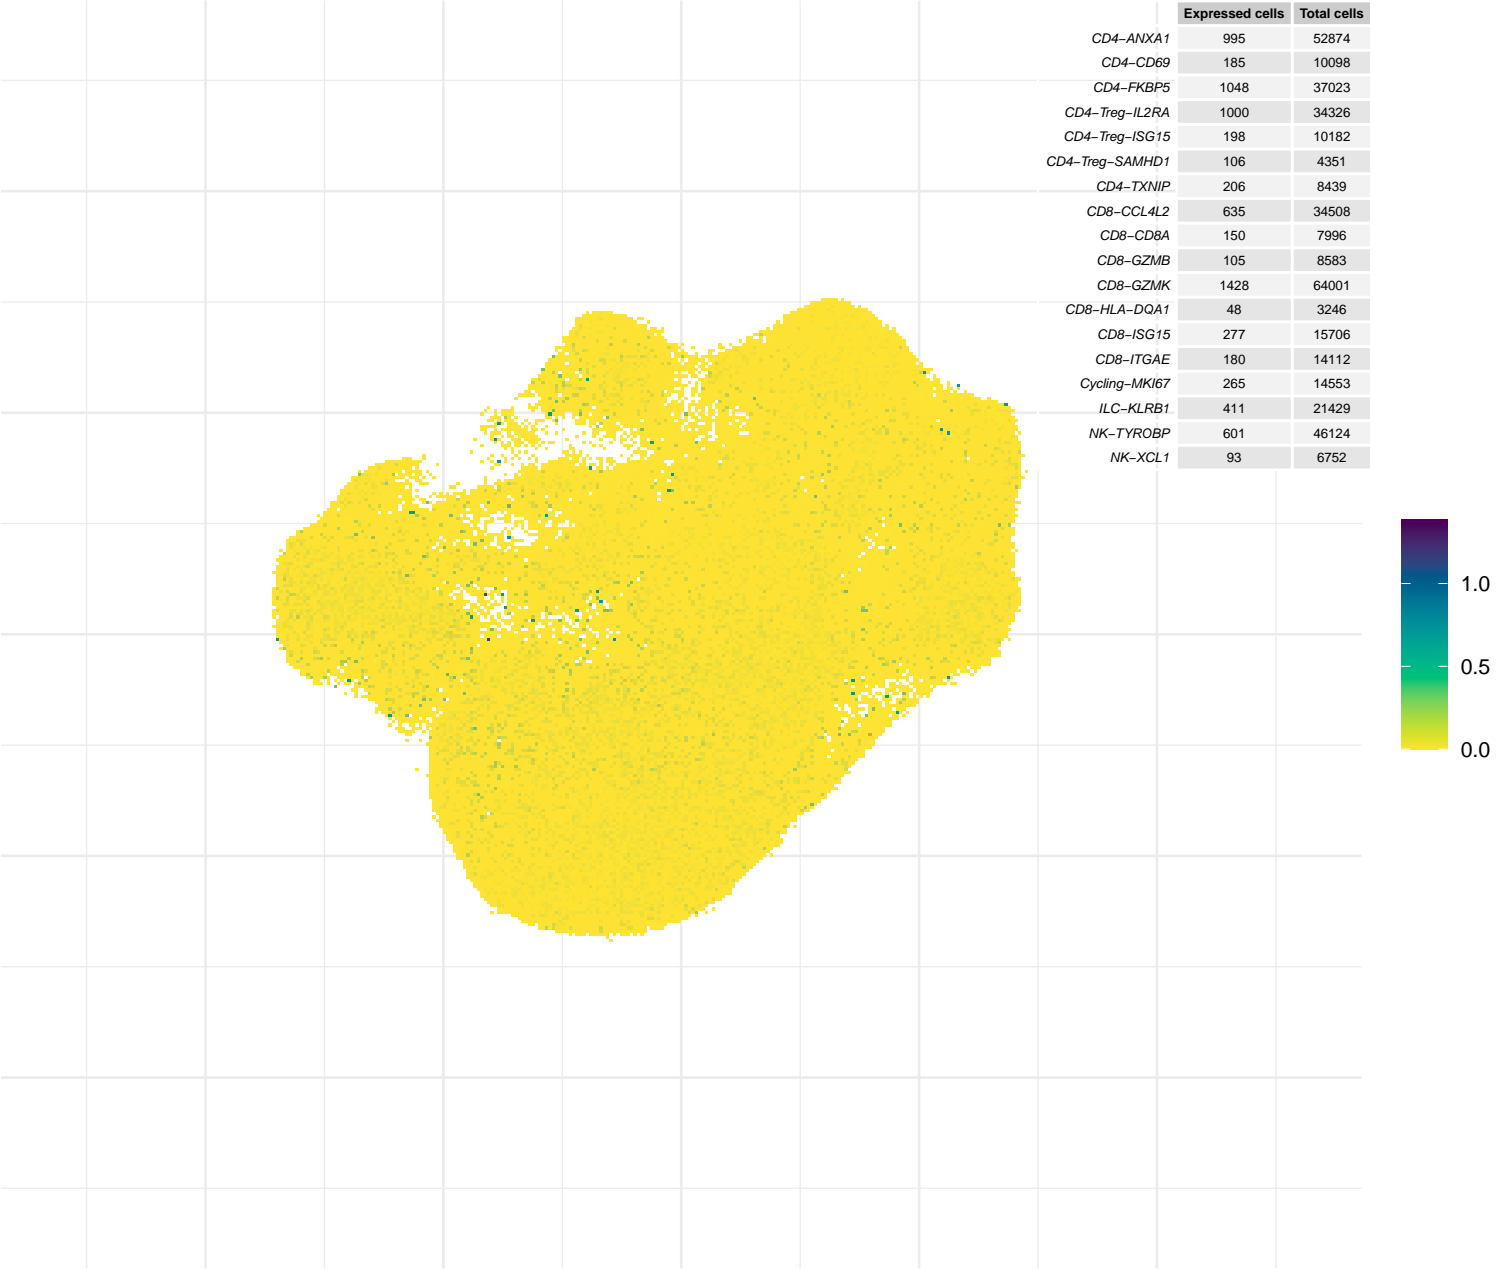 Expressed cells Total cells
CD4−ANXA1 995 52874
CD4−CD69 185 10098
CD4−FKBP5 1048 37023
CD4−Treg−IL2RA 1000 34326
CD4−Treg−ISG15 198 10182
CD4−Treg−SAMHD1 106 4351
CD4−TXNIP 206 8439
CD8−CCL4L2 635 34508
CD8−CD8A 150 7996
CD8−GZMB 105 8583
CD8−GZMK 1428 64001
CD8−HLA−DQA1 48 3246
CD8−ISG15 277 15706
CD8−ITGAE 180 14112
Cycling−MKI67 265 14553
ILC−KLRB1 411 21429
NK−TYROBP 601 46124
NK−XCL1 93 6752
1.0
0.5
0.0